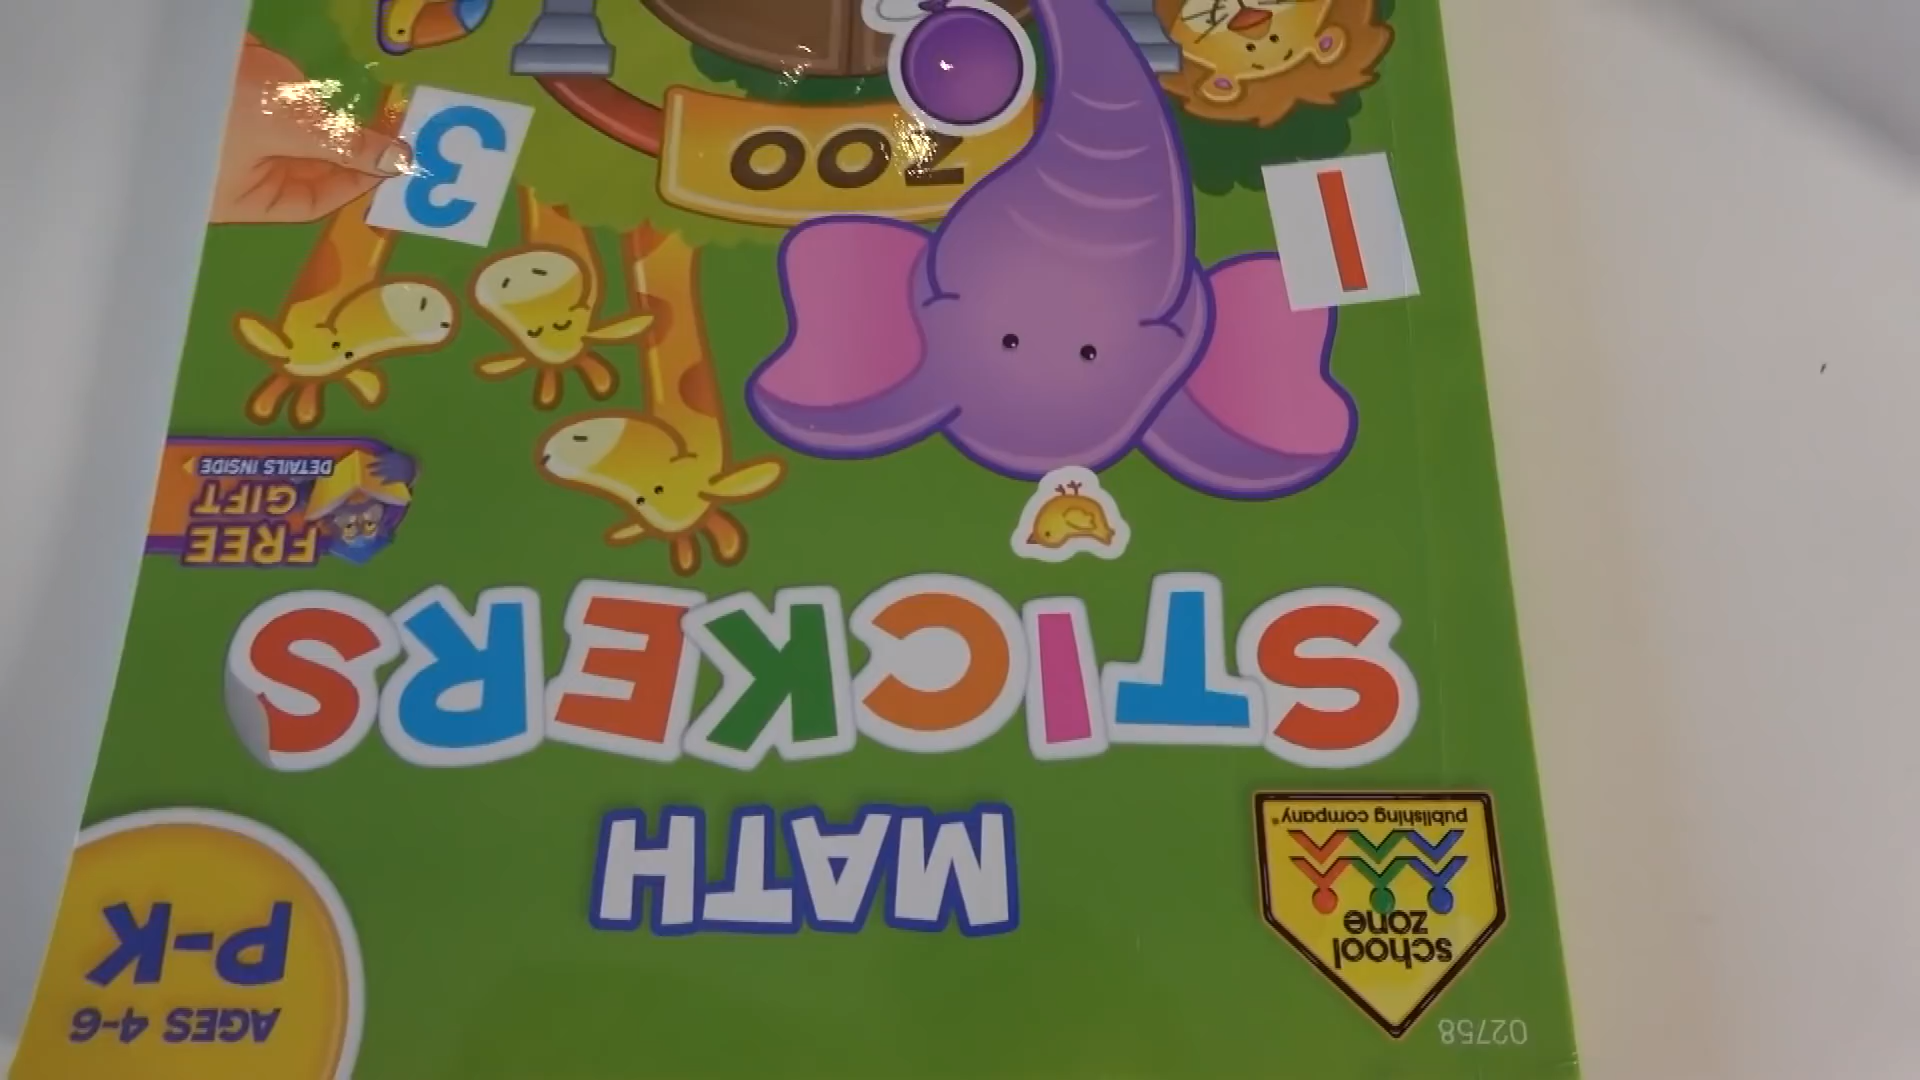 02758
school
zone
publishing company®
AGES 4-6
P-K
MATH
STICKERS
FREE
GIFT
DETAILS INSIDE
1
3
ZOO